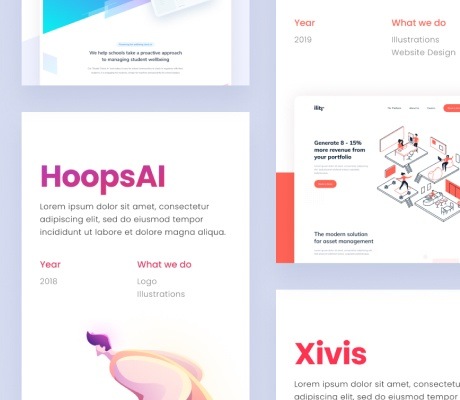 We help schools take a proactive approach
to managing student wellbeing
HoopsAI
Lorem ipsum dolor sit amet, consectetur
adipiscing elit, sed do eiusmod tempor
incididunt ut labore et dolore magna aliqua.
Year
What we do
2018
Logo
Illustrations
Year
What we do
2019
Illustrations
Website Design
ility
Generate 8 - 15%
more revenue from
your portfolio
The modern solution
for asset management
Xivis
Lorem ipsum dolor sit amet, consectetu
adipiscing elit, sed do eiusmod tempor